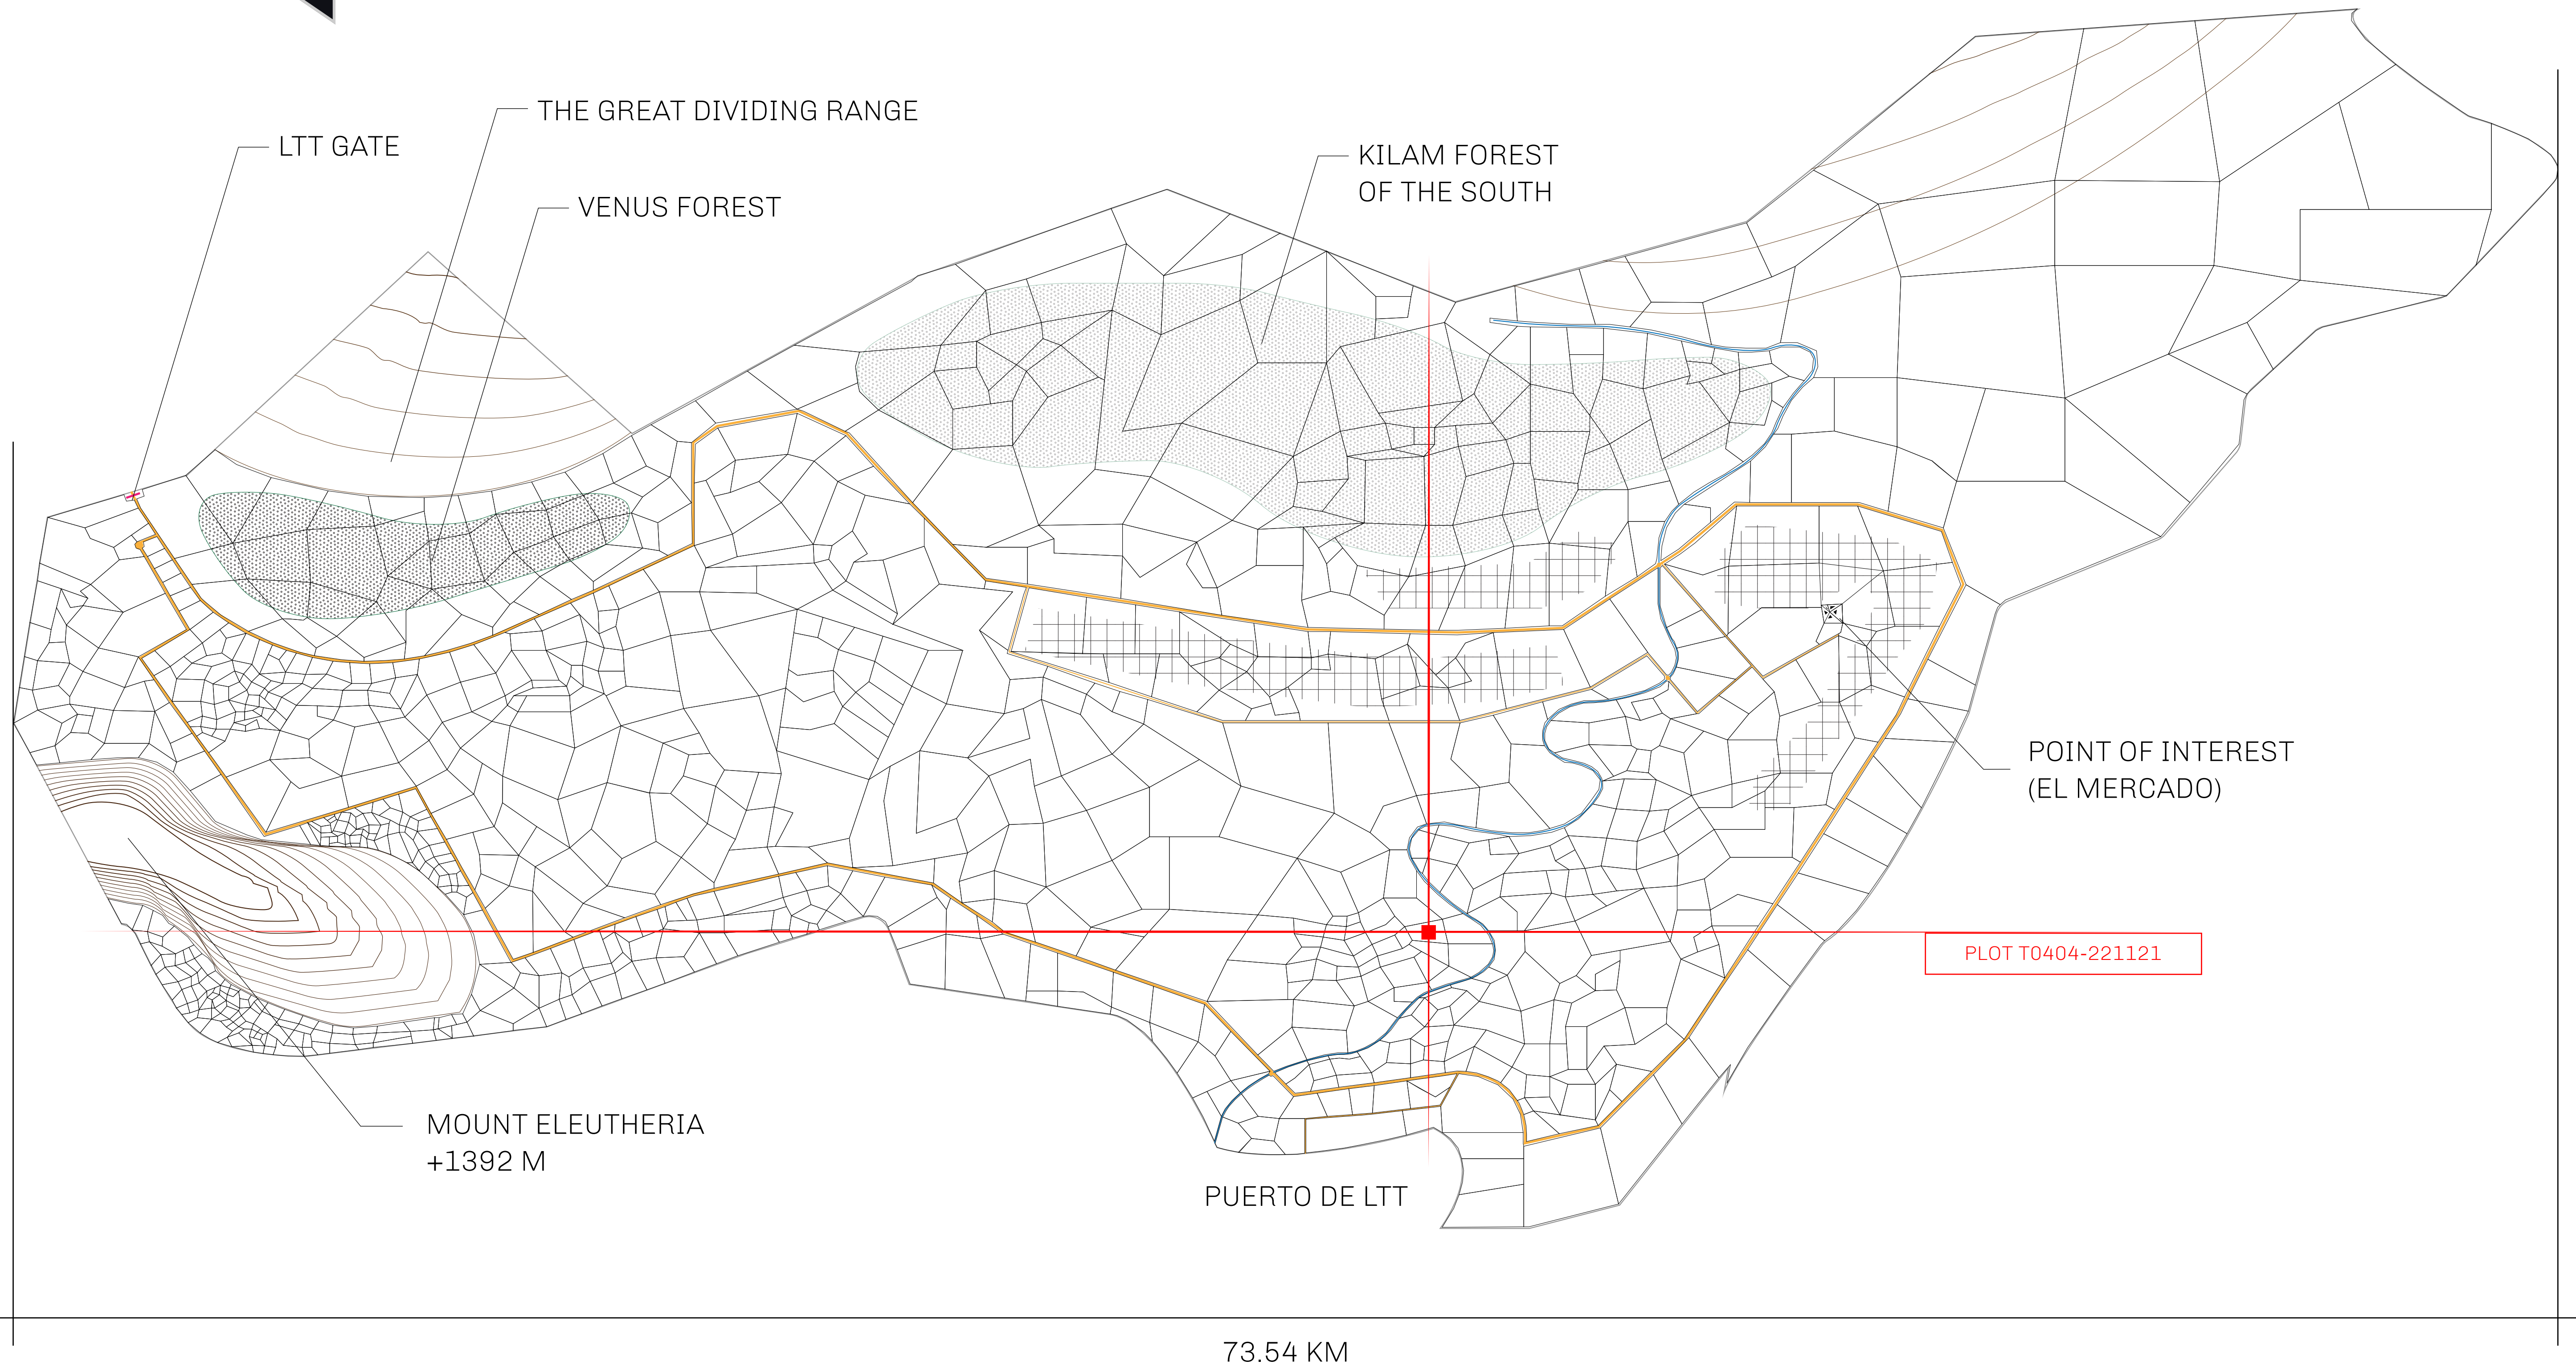 THE GREAT DIVIDING RANGE
LTT GATE
KILAM FOREST
OF THE SOUTH
VENUS FOREST
POINT OF INTEREST
(EL MERCADO)
PLOT T0404-221121
MOUNT ELEUTHERIA
+1392 M
PUERTO DE LTT
73.54 KM